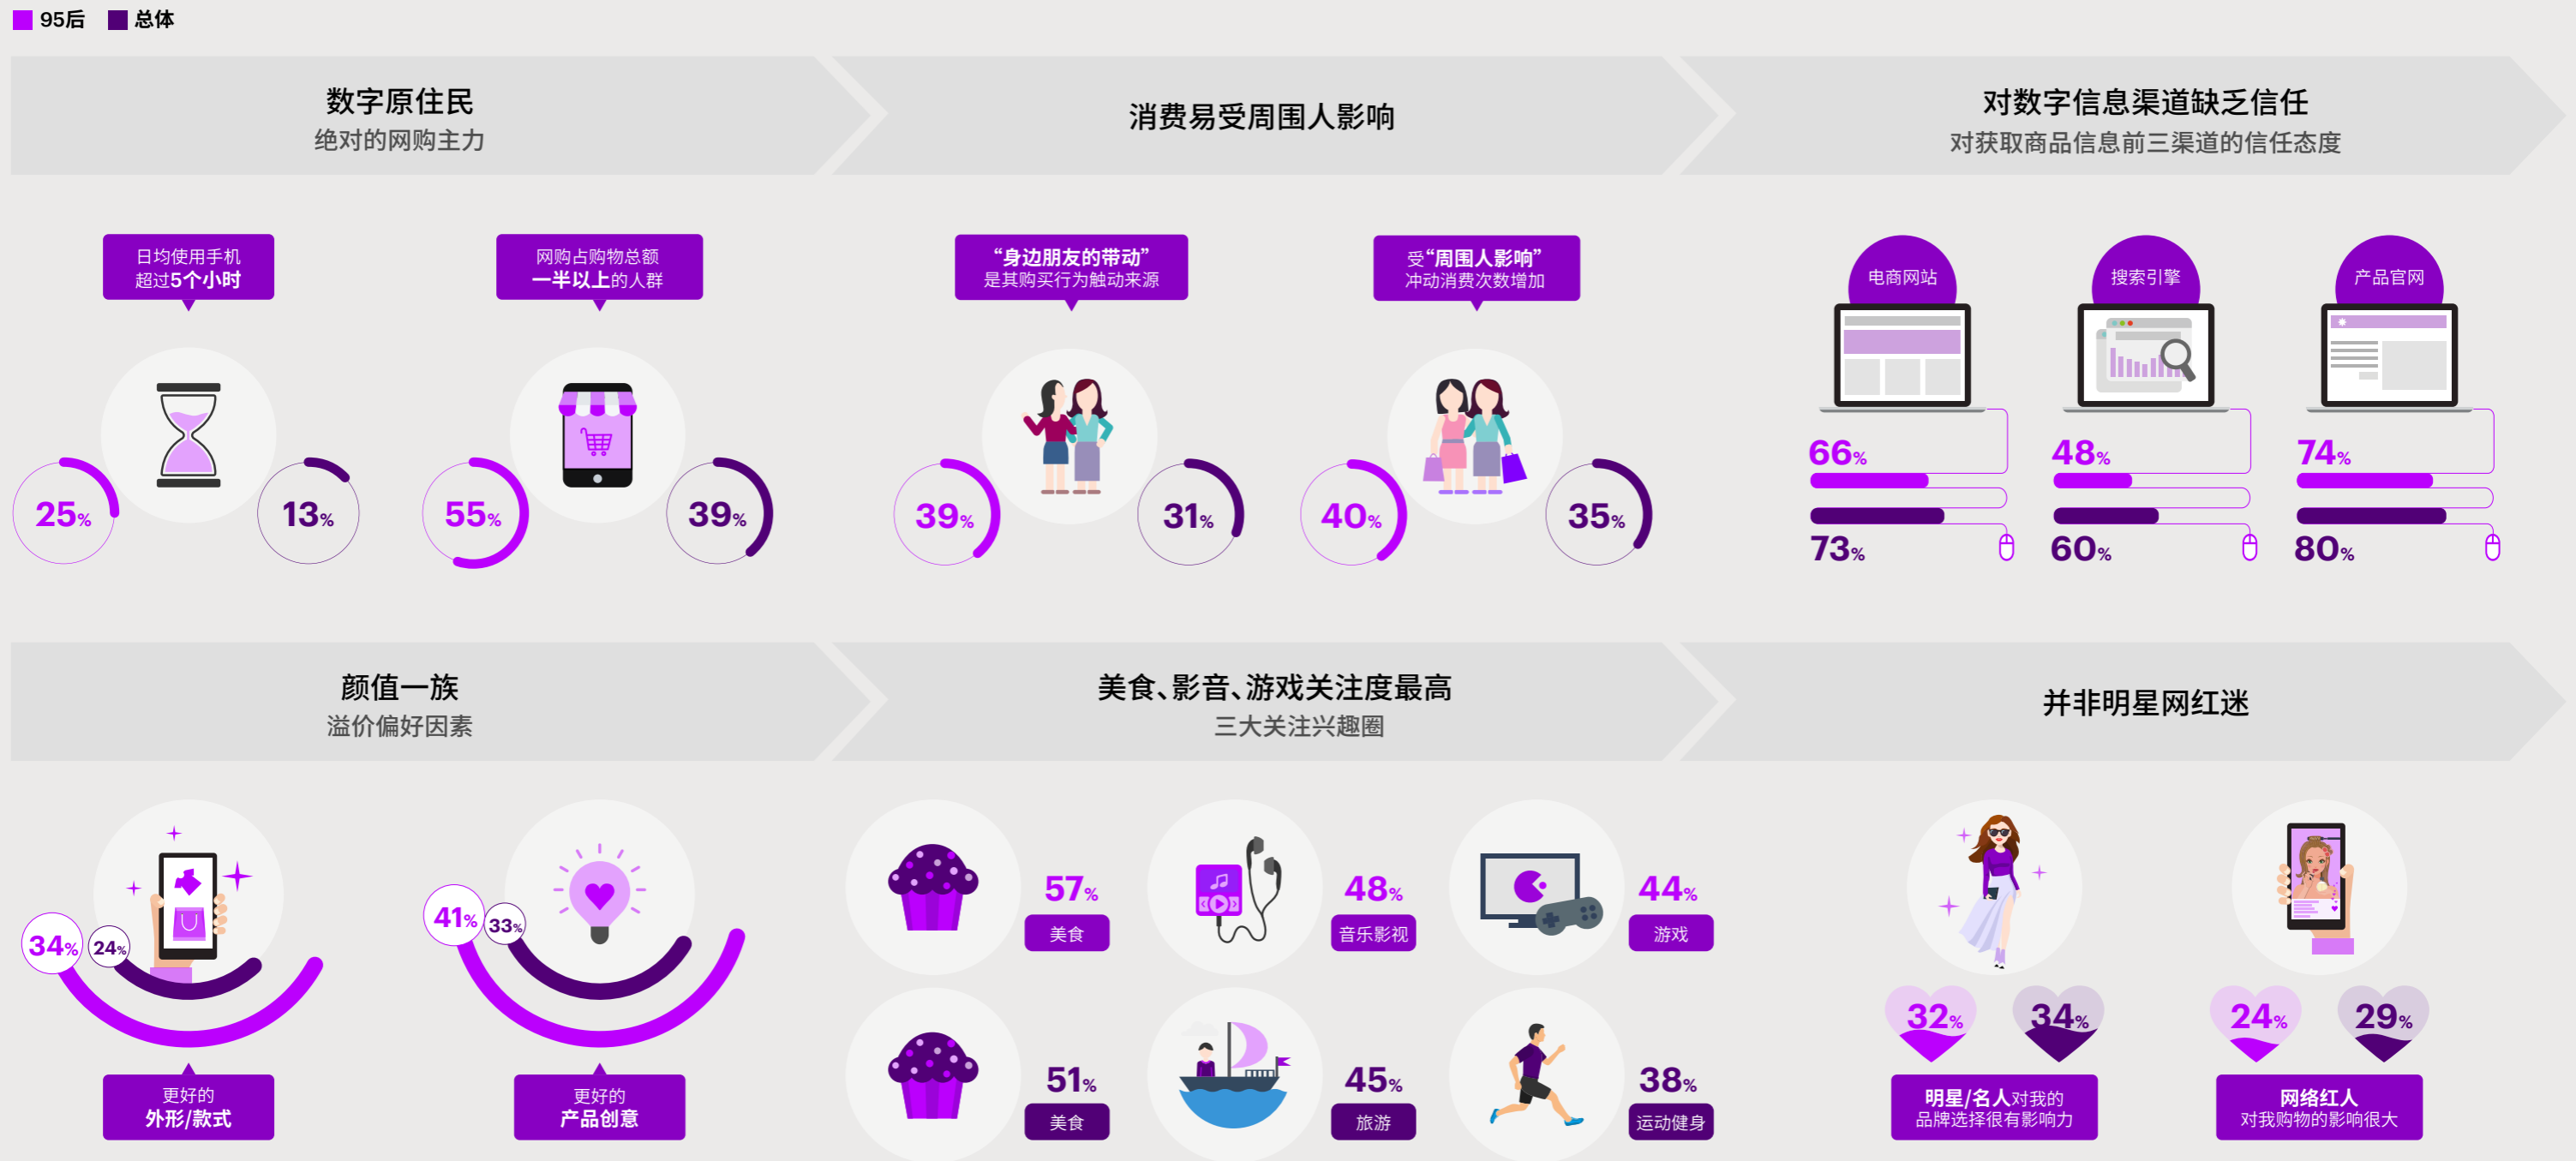 95后
总体
数字原住民
绝对的网购主力
消费易受周围人影响
对数字信息渠道缺乏信任
对获取商品信息前三渠道的信任态度
日均使用手机
超过5个小时
25%
13%
网购占购物总额
一半以上的人群
55%
39%
“身边朋友的带动”
是其购买行为触动来源
39%
31%
受“周围人影响”
冲动消费次数增加
40%
35%
电商网站
66%
73%
搜索引擎
48%
60%
产品官网
74%
80%
颜值一族
溢价偏好因素
美食、影音、游戏关注度最高
三大关注兴趣圈
并非明星网红迷
34%
24%
更好的
外形/款式
41%
33%
更好的
产品创意
57%
美食
48%
音乐影视
44%
游戏
51%
美食
45%
旅游
38%
运动健身
32%
34%
明星/名人对我的
品牌选择很有影响力
24%
29%
网络红人
对我购物的影响很大